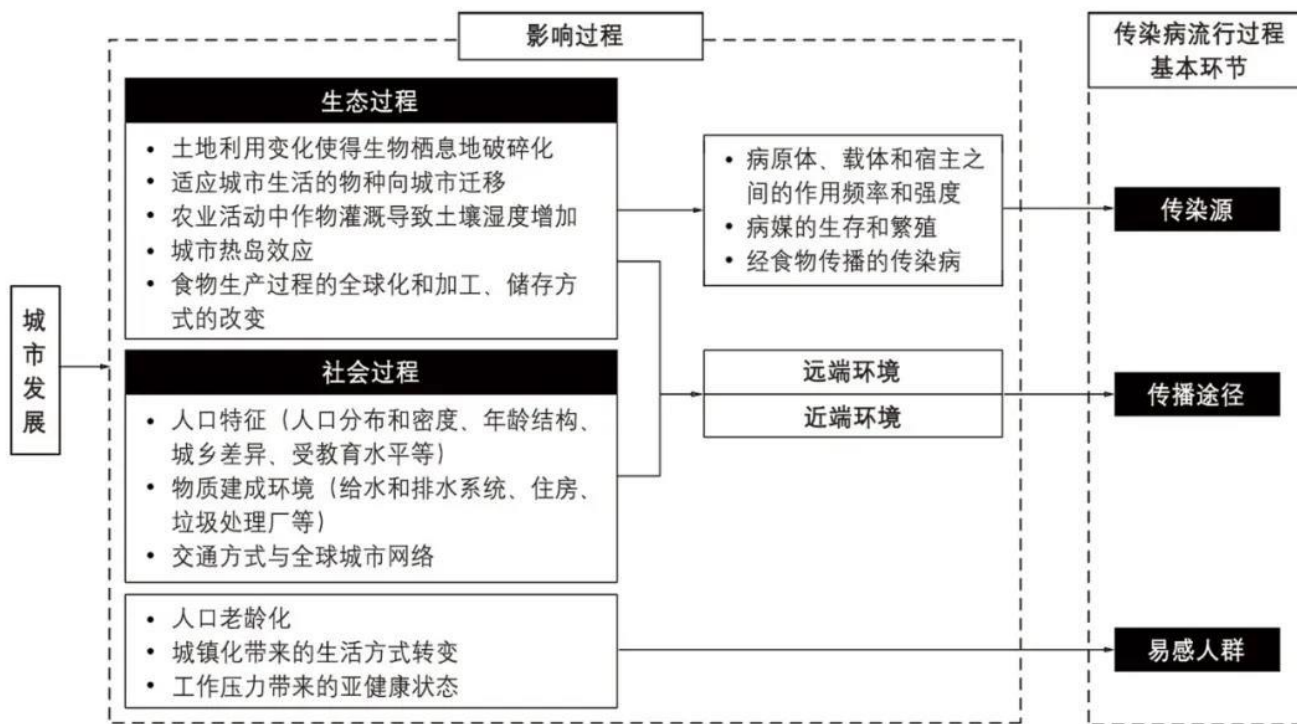 影响过程
传染病流行过程
基本环节
生态过程
• 土地利用变化使得生物栖息地破碎化
• 适应城市生活的物种向城市迁移
• 农业活动中作物灌溉导致土壤湿度增加
• 城市热岛效应
• 食物生产过程的全球化和加工、储存方
式的改变
• 病原体、载体和宿主之
间的作用频率和强度
• 病媒的生存和繁殖
• 经食物传播的传染病
传染源
城
市
发
展
社会过程
• 人口特征（人口分布和密度、年龄结构、
城乡差异、受教育水平等）
• 物质建成环境（给水和排水系统、住房、
垃圾处理厂等）
• 交通方式与全球城市网络
远端环境
近端环境
传播途径
• 人口老龄化
• 城镇化带来的生活方式转变
• 工作压力带来的亚健康状态
易感人群